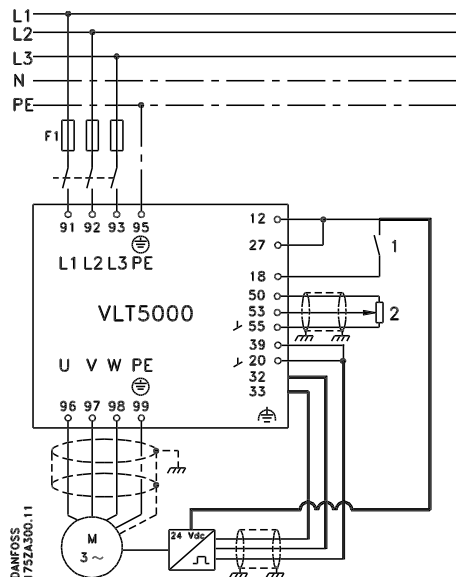 L1
L2
L3
N
PE
F1
91 92 93 95
L1 L2 L3 PE
VLT5000
U V W PE
96 97 98 99
12
27
18
50
53
55
39
20
32
33
1
2
M
3~
24 Vdc
DANFOSS
175ZA300.11